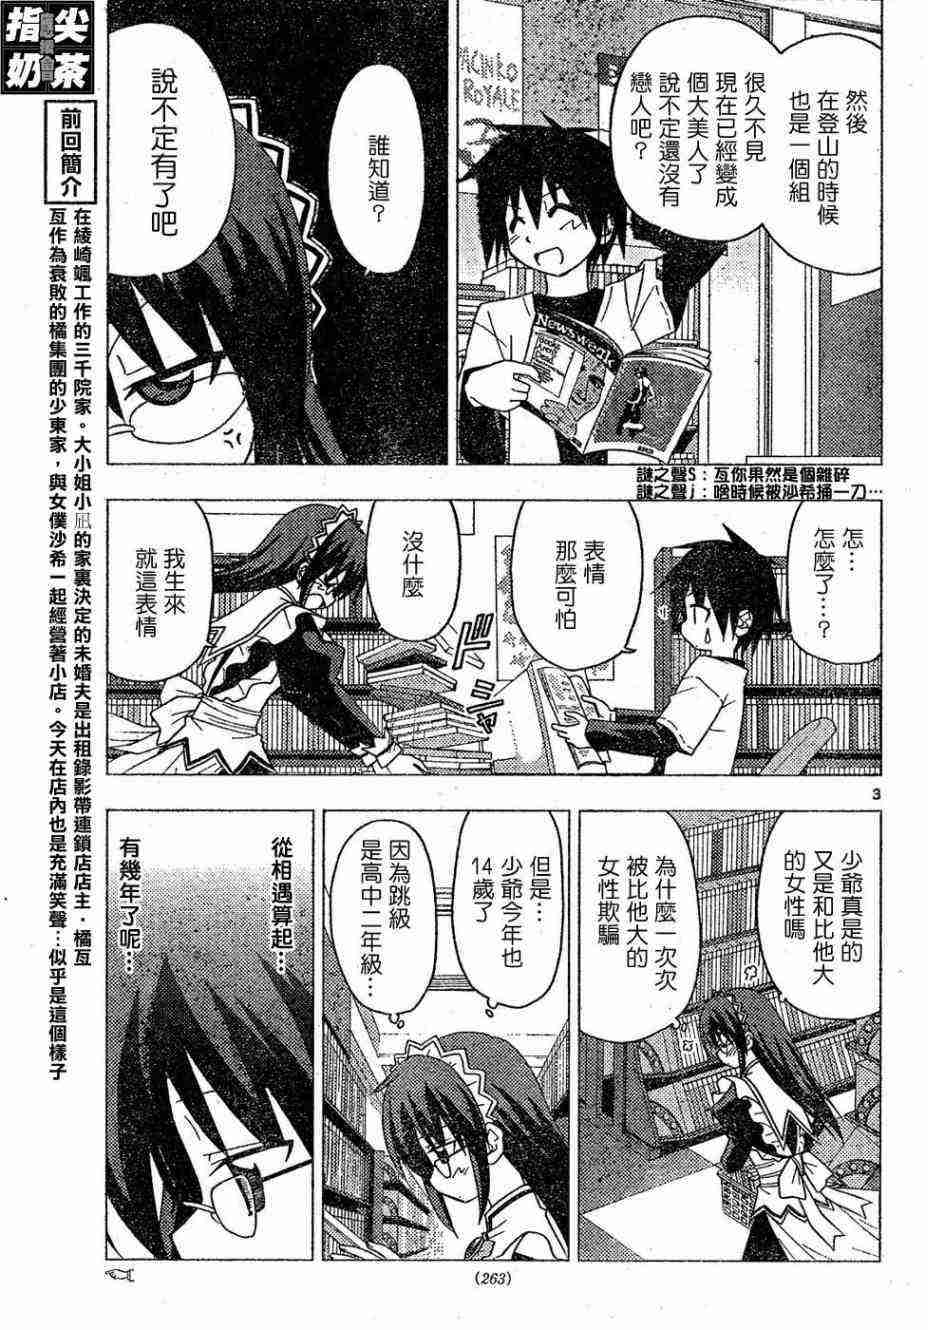 指尖
奶茶
前回簡介
在綾崎颯工作的三千院家。大小姐小凪的家裏決定的未婚夫是出租錄影帶連鎖店店主·橘亙
亙作為衰敗的橘集團的少東家，與女僕沙希一起經營著小店。今天在店內也是充滿笑聲…似乎是這個樣子
ROYALE
然後
在登山的時候
也是一個組
很久不見
現在已經變成
個大美人了
說不定還沒有
戀人吧？
Newsweek
誰知道？
說不定有了吧
謎之聲S：亙你果然是個雜碎
謎之聲j：啥時候被沙希捅一刀…
怎…
怎麼了…？
表情
那麼可怕
沒什麼
我生來
就這表情
ドドドン
3
少爺真是的
又是和比他大
的女性嗎
為什麼一次次
被比他大的
女性欺騙
但是…
少爺今年也
14歲了
因為跳級
是高中二年級…
從相遇算起…
有幾年了呢…
(263)